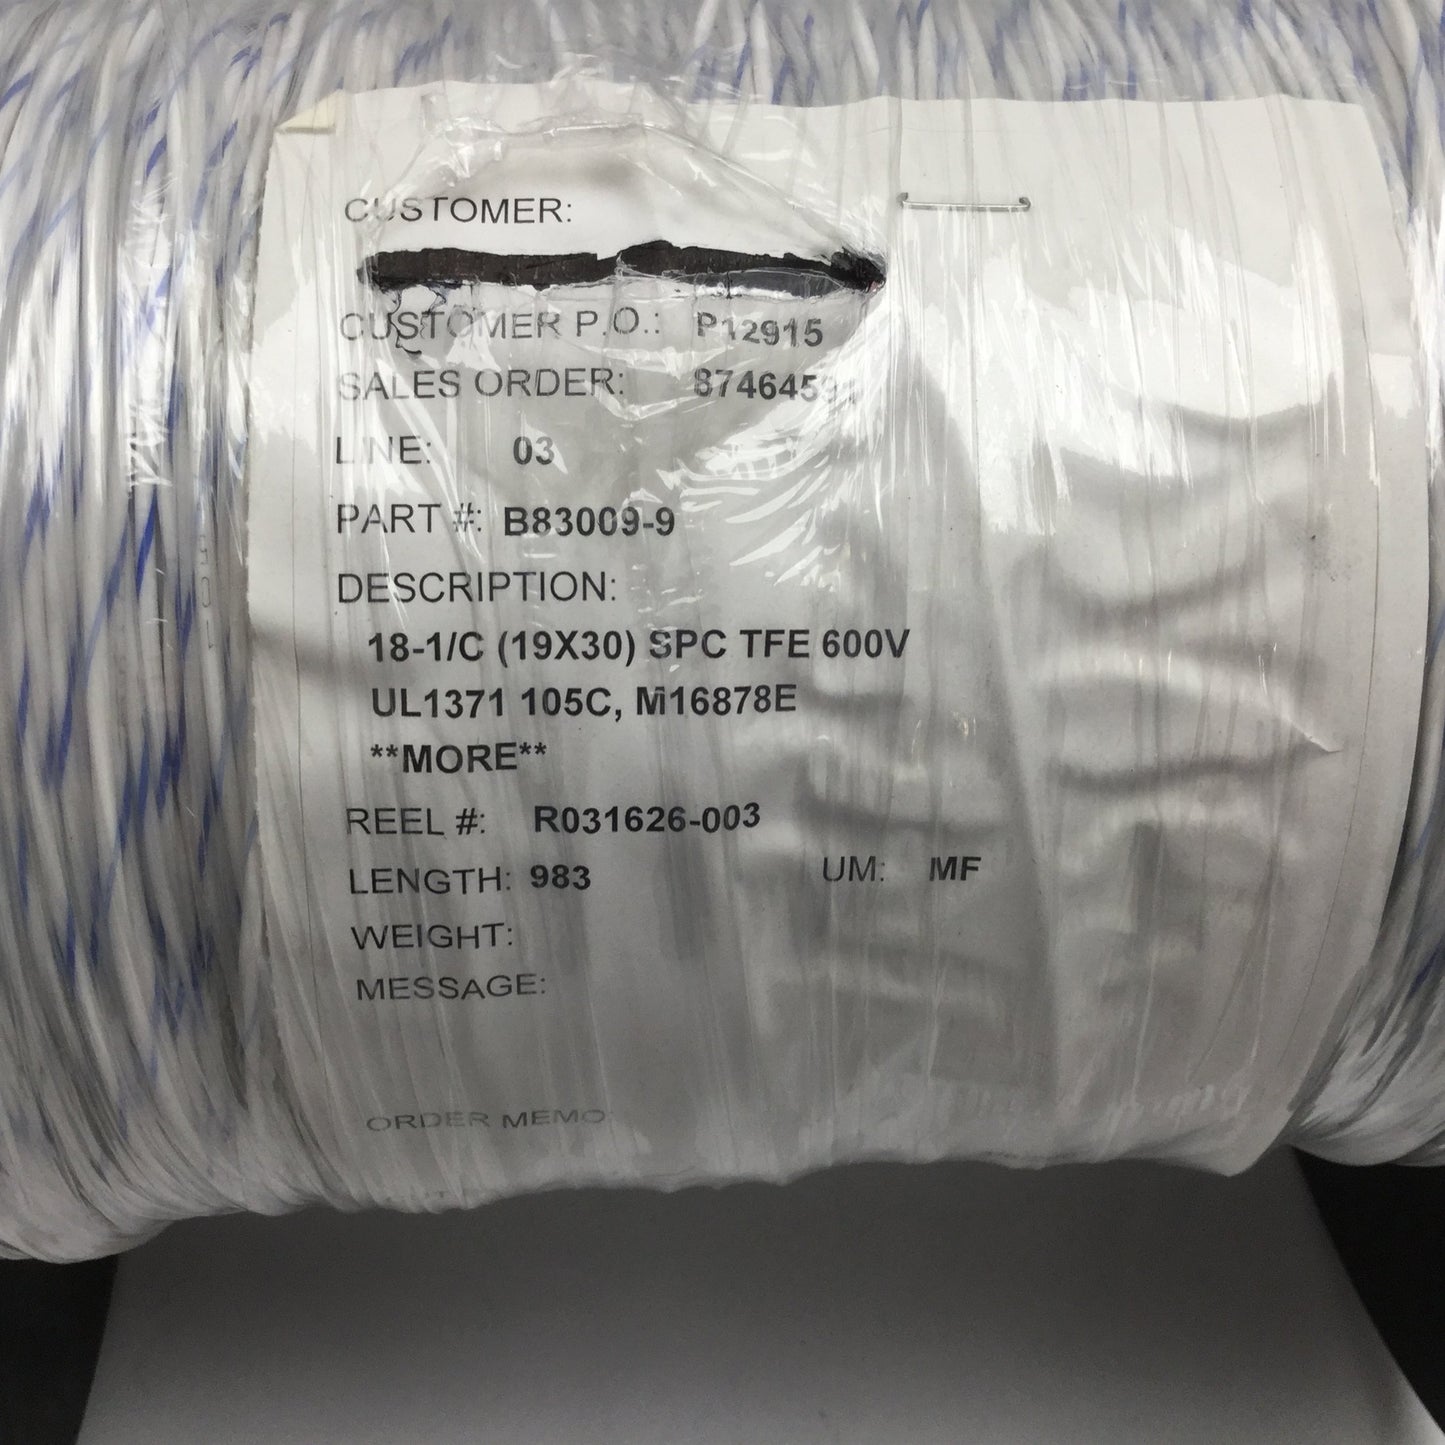 CUSTOMER:
CUSTOMER P.O.: P12915
SALES ORDER:
LINE: 03
PART #: B83009-9
DESCRIPTION:
18-1/C (19X30) SPC TFE 600V
UL1371 105C, M16878E
**MORE**
REEL #: R031626-003
LENGTH: 983 UM: MF
WEIGHT:
MESSAGE:
ORDER MEMO: